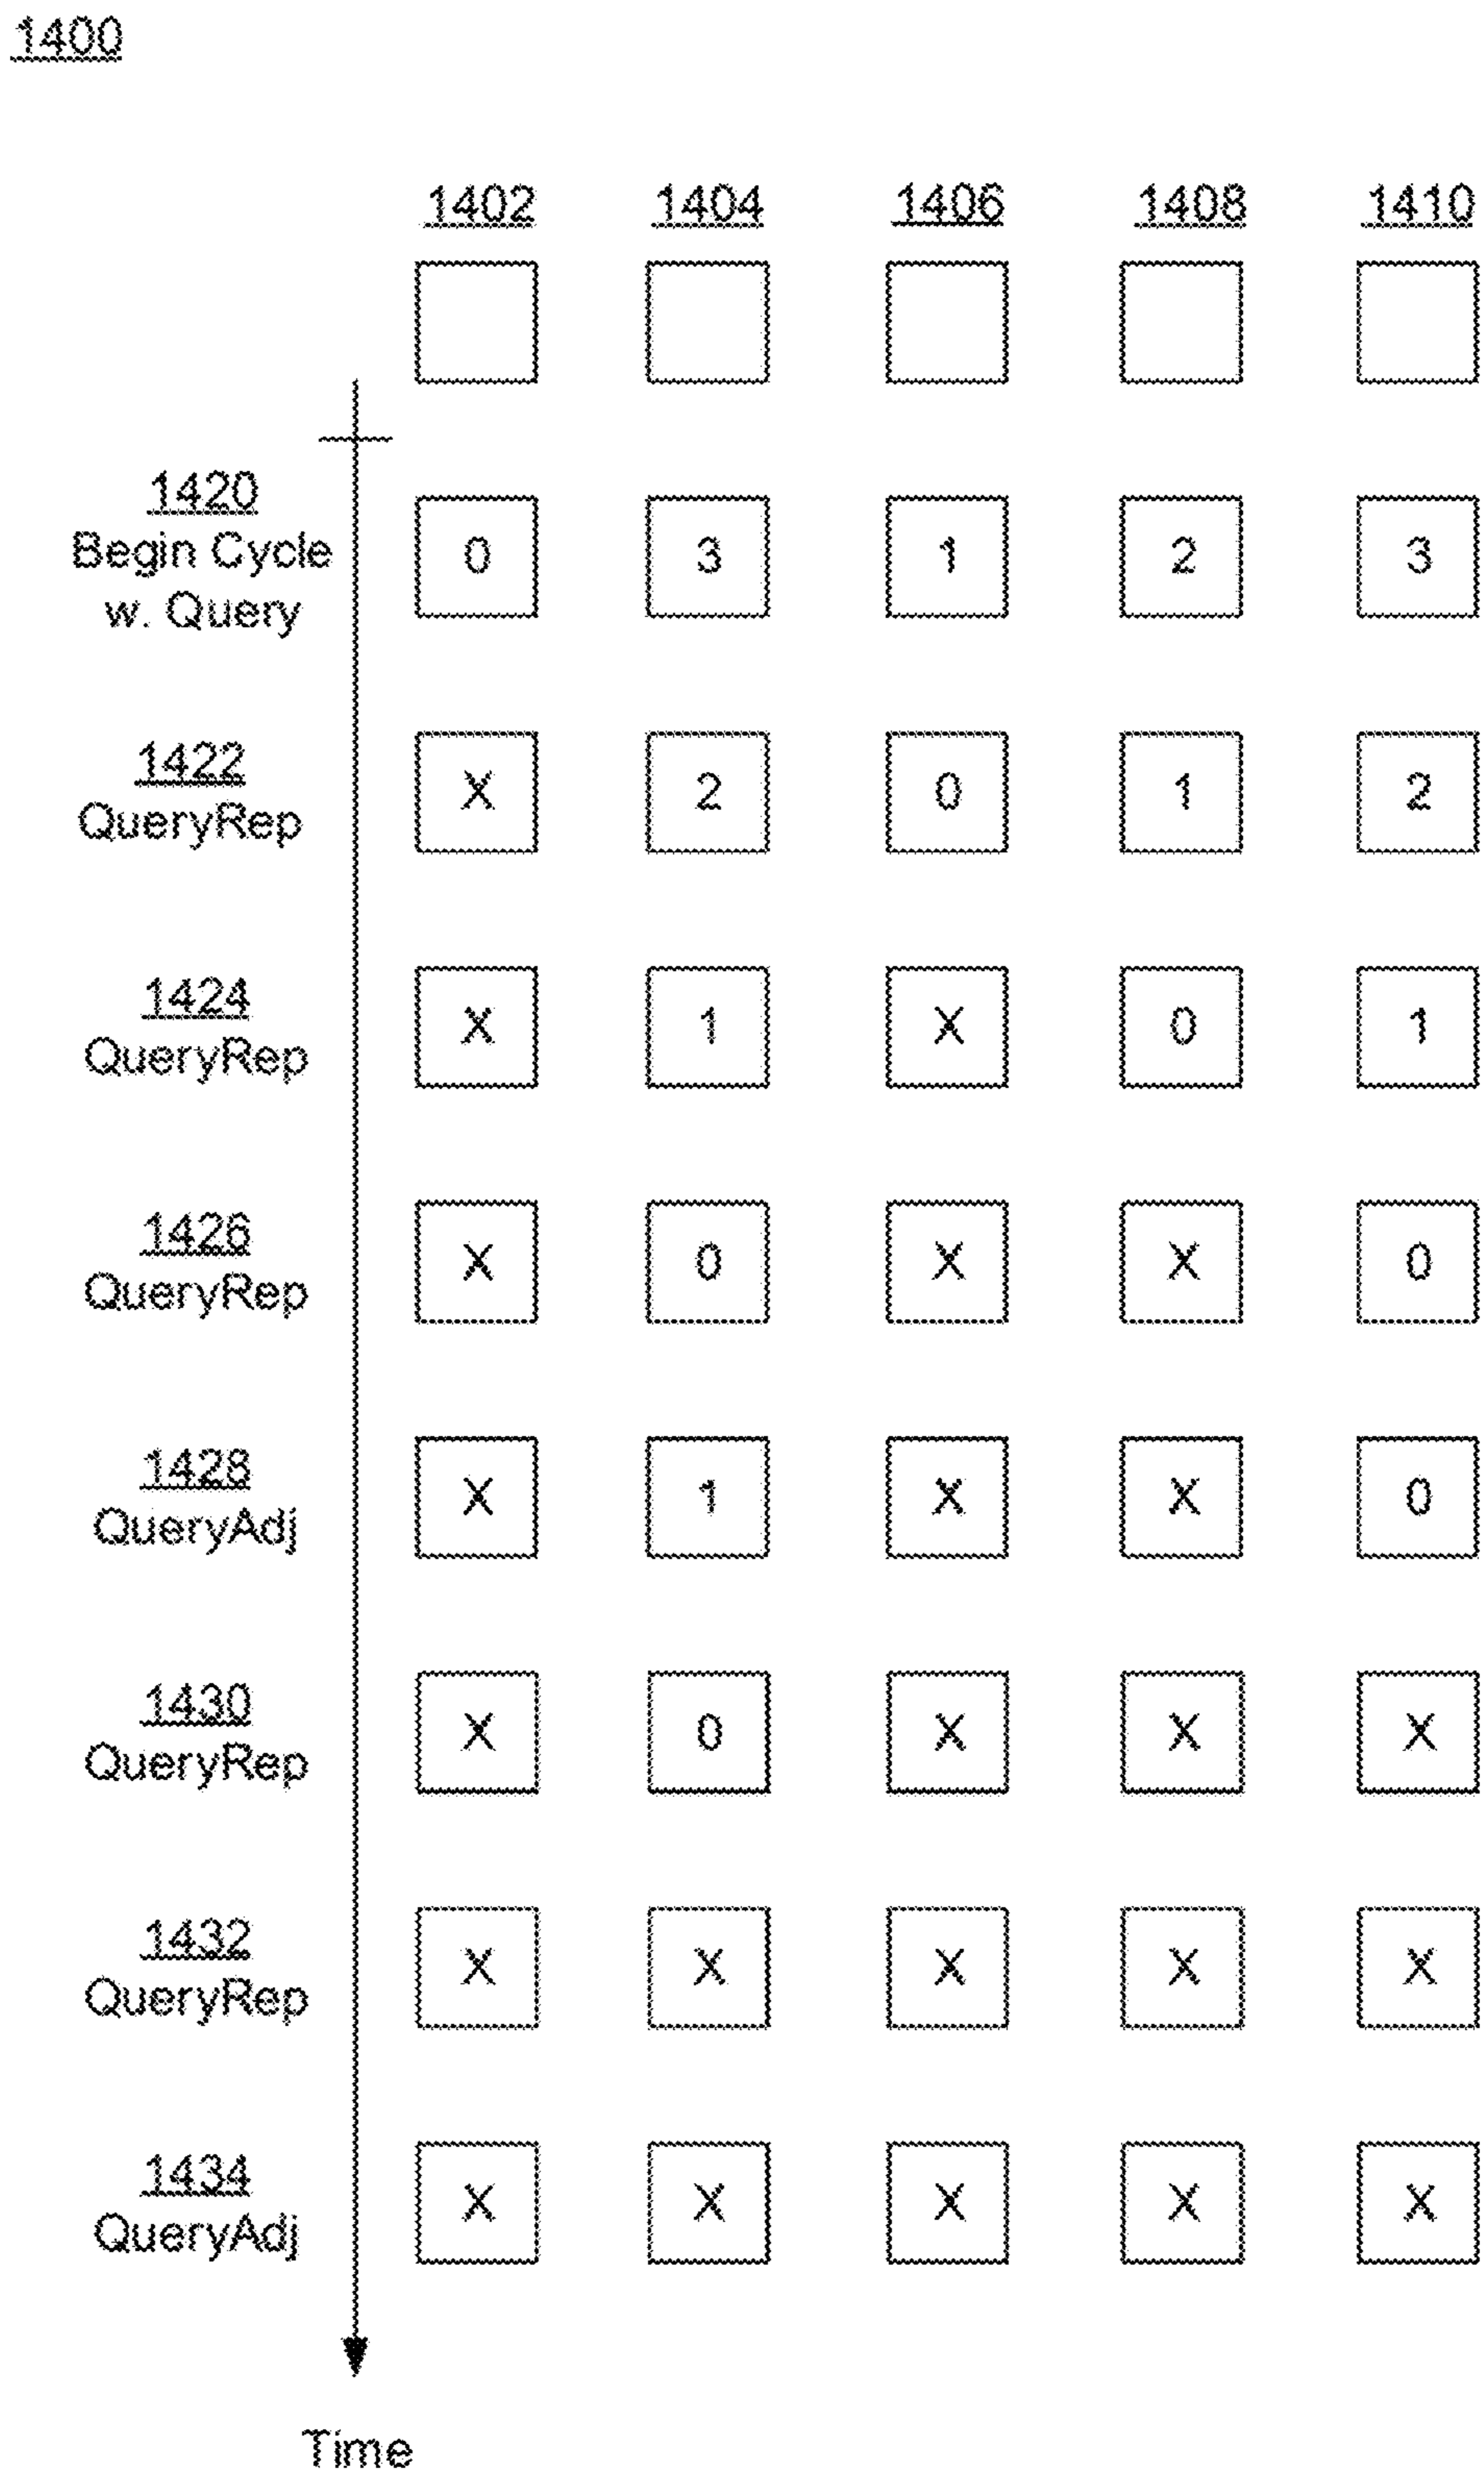 1400
1402 1404 1406 1408 1410
1420
Begin Cycle
w. Query
0 3 1 2 3
1422
QueryRep
X 2 0 1 2
1424
QueryRep
X 1 X 0 1
1426
QueryRep
X 0 X X 0
1428
QueryAdj
X 1 X X 0
1430
QueryRep
X 0 X X X
1432
QueryRep
X X X X X
1434
QueryAdj
X X X X X
Time